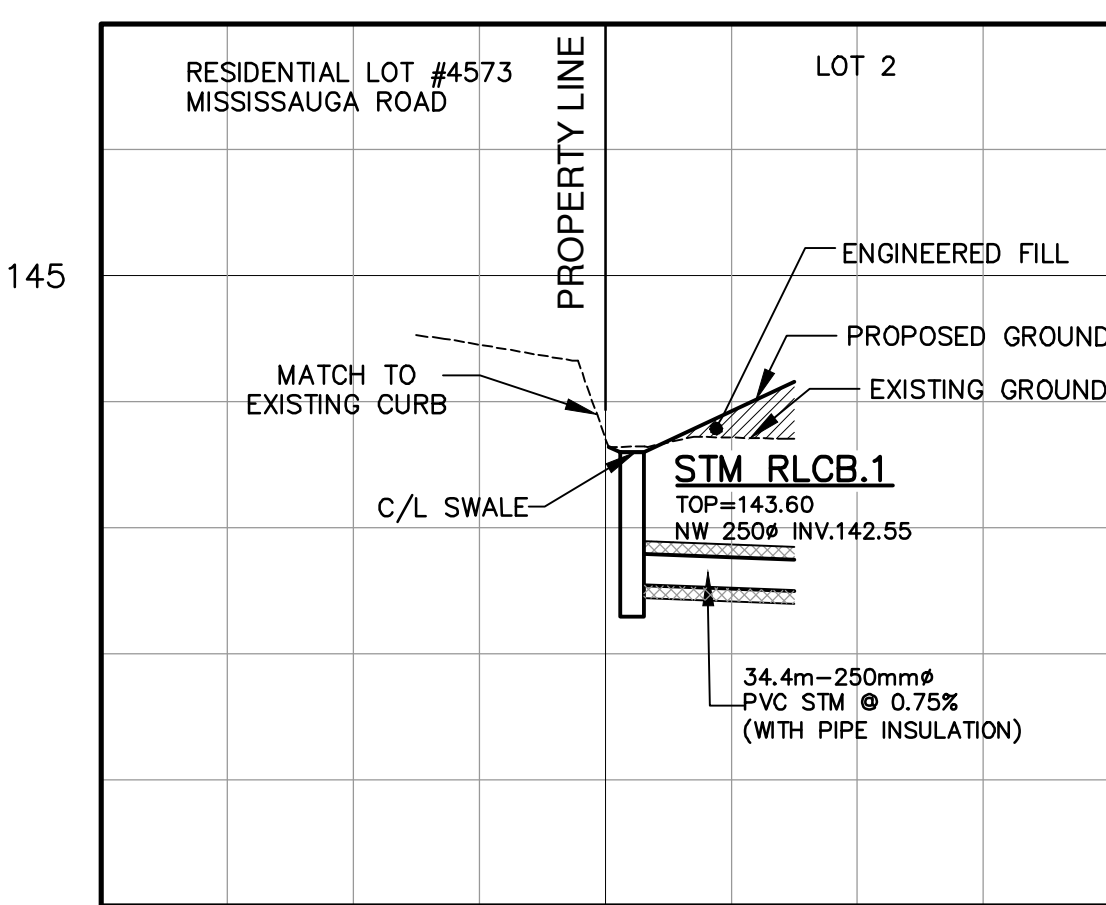 RESIDENTIAL LOT #4573
MISSISSAUGA ROAD
PROPERTY LINE
LOT 2
145
ENGINEERED FILL
PROPOSED GROUND
EXISTING GROUND
MATCH TO
EXISTING CURB
C/L SWALE
STM RLCB.1
TOP=143.60
NW 250ø INV.142.55
34.4m-250mmø
PVC STM @ 0.75%
(WITH PIPE INSULATION)